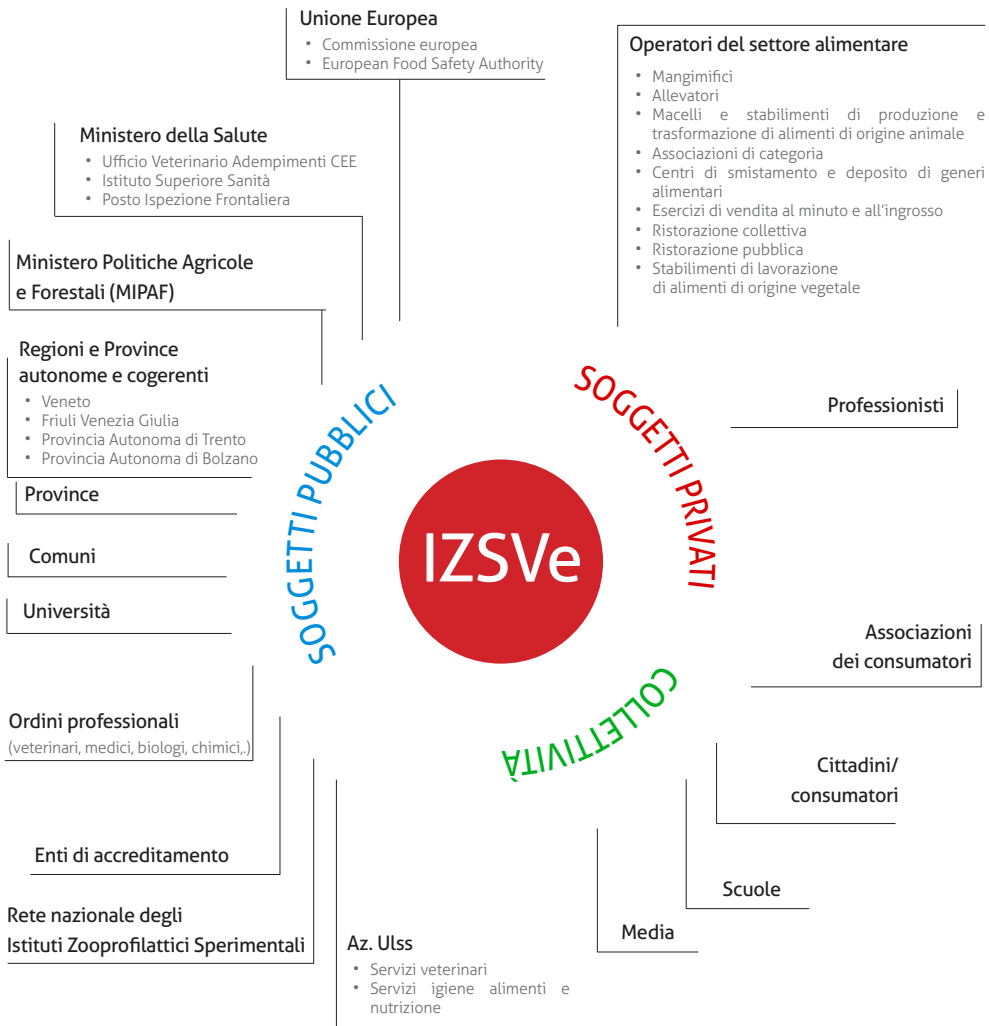 Unione Europea
• Commissione europea
• European Food Safety Authority
Operatori del settore alimentare
• Mangimifici
• Allevatori
• Macelli e stabilimenti di produzione e
trasformazione di alimenti di origine animale
• Associazioni di categoria
• Centri di smistamento e deposito di generi
alimentari
• Esercizi di vendita al minuto e all'ingrosso
• Ristorazione collettiva
• Ristorazione pubblica
• Stabilimenti di lavorazione
di alimenti di origine vegetale
Ministero della Salute
• Ufficio Veterinario Adempimenti CEE
• Istituto Superiore Sanità
• Posto Ispezione Frontaliera
Ministero Politiche Agricole
e Forestali (MIPAF)
Regioni e Province
autonome e cogerenti
• Veneto
• Friuli Venezia Giulia
• Provincia Autonoma di Trento
• Provincia Autonoma di Bolzano
Province
Comuni
Università
Ordini professionali
(veterinari, medici, biologi, chimici,.)
Enti di accreditamento
Rete nazionale degli
Istituti Zooprofilattici Sperimentali
Az. Ulss
• Servizi veterinari
• Servizi igiene alimenti e
nutrizione
SOGGETTI PUBBLICI
IZSVe
SOGGETTI PRIVATI
COLLETTIVITÀ
Professionisti
Associazioni
dei consumatori
Cittadini/
consumatori
Scuole
Media